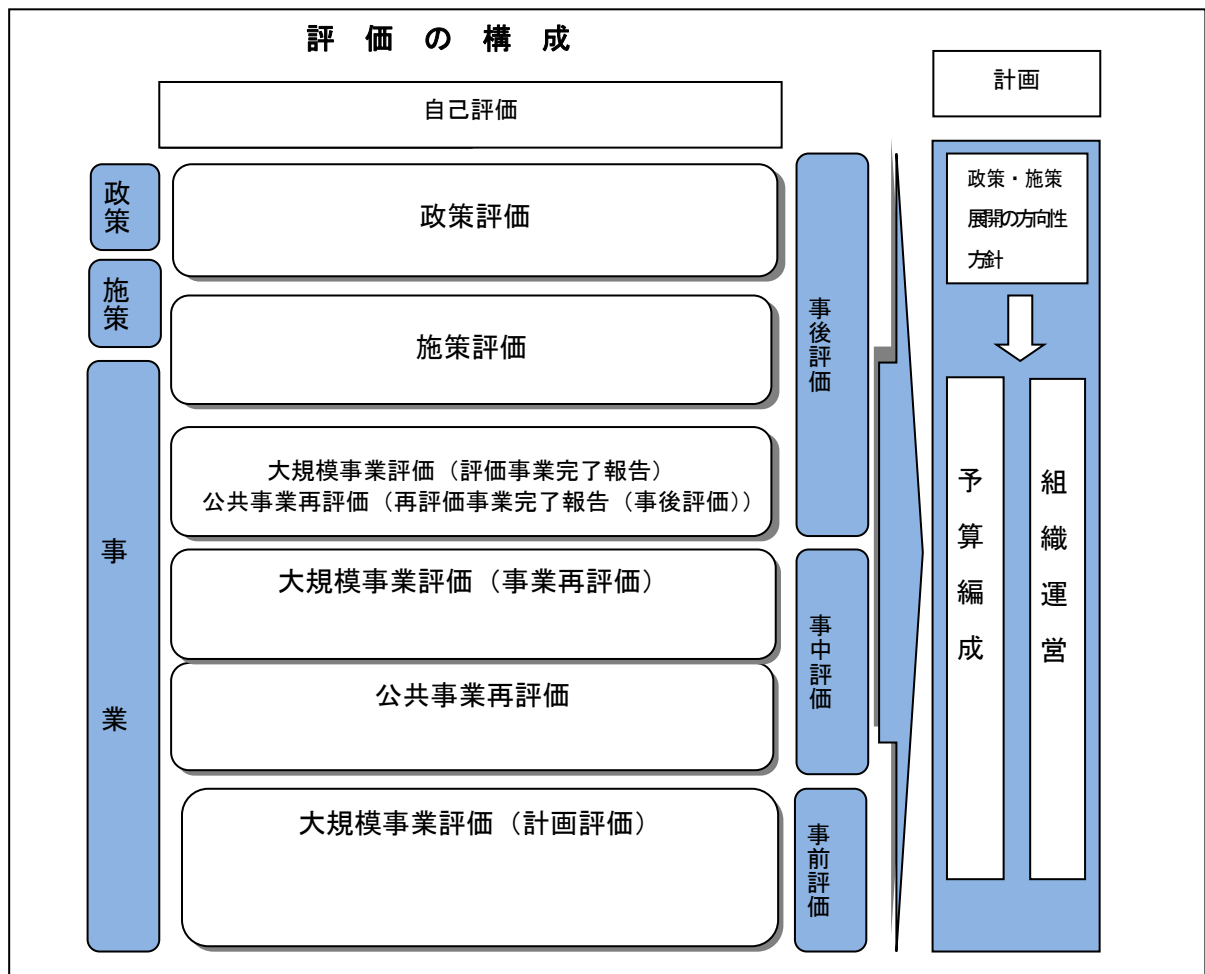 評価の構成
自己評価
計画
政策
政策評価
施策
施策評価
事業
大規模事業評価（評価事業完了報告）
公共事業再評価（再評価事業完了報告（事後評価））
大規模事業評価（事業再評価）
公共事業再評価
大規模事業評価（計画評価）
事後評価
事中評価
事前評価
政策・施策
展開の方向性
方針
予算編成
組織運営